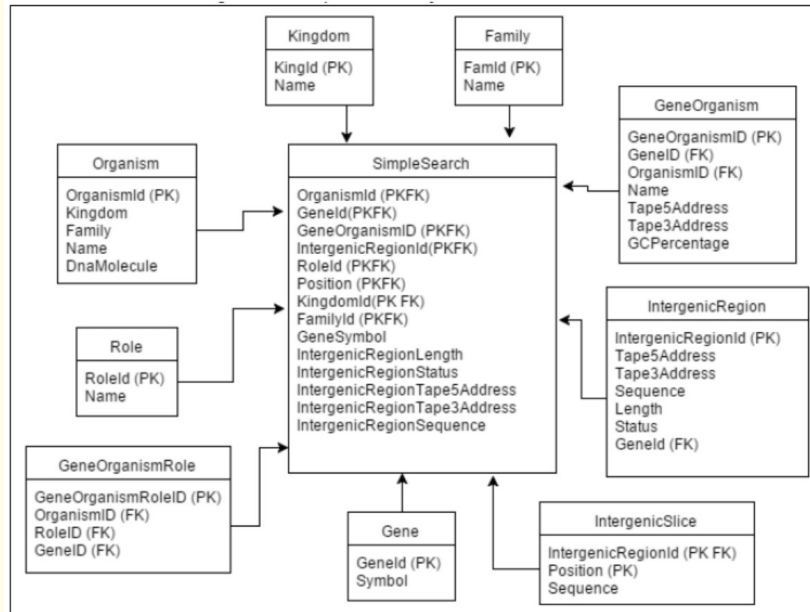 Kingdom
KingId (PK)
Name
Family
FamId (PK)
Name
GeneOrganism
GeneOrganismID (PK)
GeneID (FK)
OrganismID (FK)
Name
Tape5Address
Tape3Address
GCPercentage
Organism
OrganismId (PK)
Kingdom
Family
Name
DnaMolecule
SimpleSearch
OrganismId (PKFK)
GeneId(PKFK)
GeneOrganismID (PKFK)
IntergenicRegionId(PKFK)
RoleId (PKFK)
Position (PKFK)
KingdomId(PK FK)
FamilyId (PKFK)
GeneSymbol
IntergenicRegionLength
IntergenicRegionStatus
IntergenicRegionTape5Address
IntergenicRegionTape3Address
IntergenicRegionSequence
IntergenicRegion
IntergenicRegionId (PK)
Tape5Address
Tape3Address
Sequence
Length
Status
GeneId (FK)
Role
RoleId (PK)
Name
GeneOrganismRole
GeneOrganismRoleID (PK)
OrganismID (FK)
RoleID (FK)
GeneID (FK)
Gene
GeneId (PK)
Symbol
IntergenicSlice
IntergenicRegionId (PK FK)
Position (PK)
Sequence